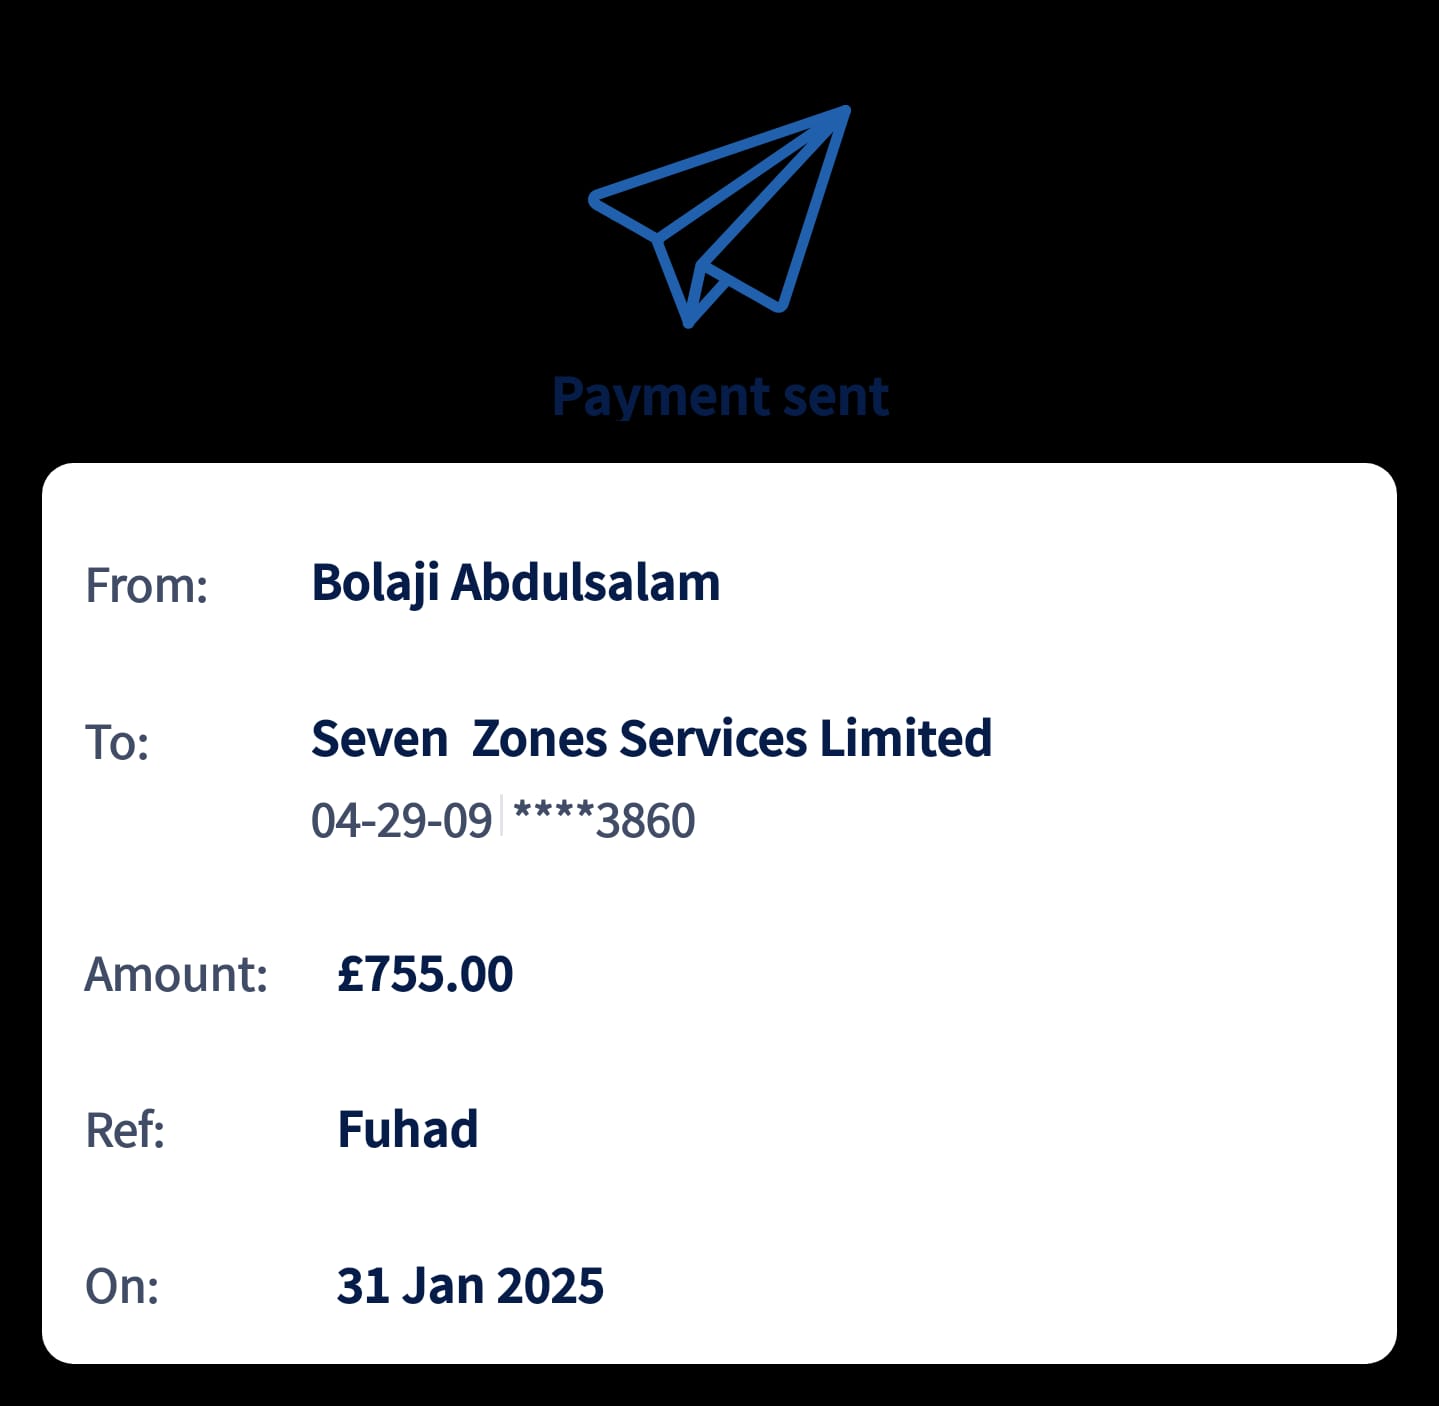 Payment sent
From: Bolaji Abdulsalam
To: Seven  Zones Services Limited
04-29-09 ****3860
Amount: £755.00
Ref: Fuhad
On: 31 Jan 2025